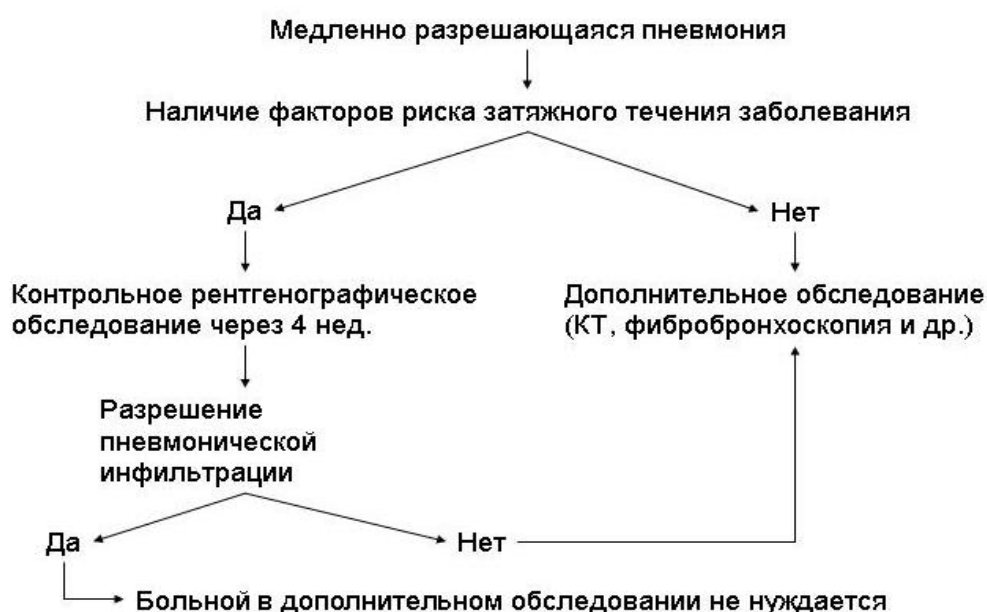 Медленно разрешающаяся пневмония
Наличие факторов риска затяжного течения заболевания
Да
Нет
Контрольное рентгенографическое
обследование через 4 нед.
Дополнительное обследование
(КТ, фибробронхоскопия и др.)
Разрешение
пневмонической
инфильтрации
Да
Нет
Больной в дополнительном обследовании не нуждается